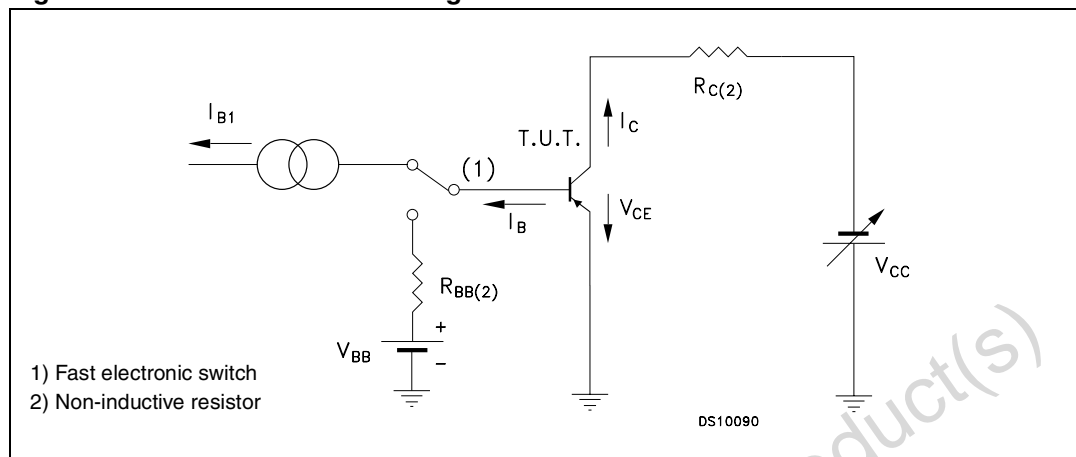 I_B1
T.U.T.
(1)
I_B
I_C
V_CE
R_C(2)
V_CC
R_BB(2)
V_BB
+
–
1) Fast electronic switch
2) Non-inductive resistor
DS10090
duct(s)